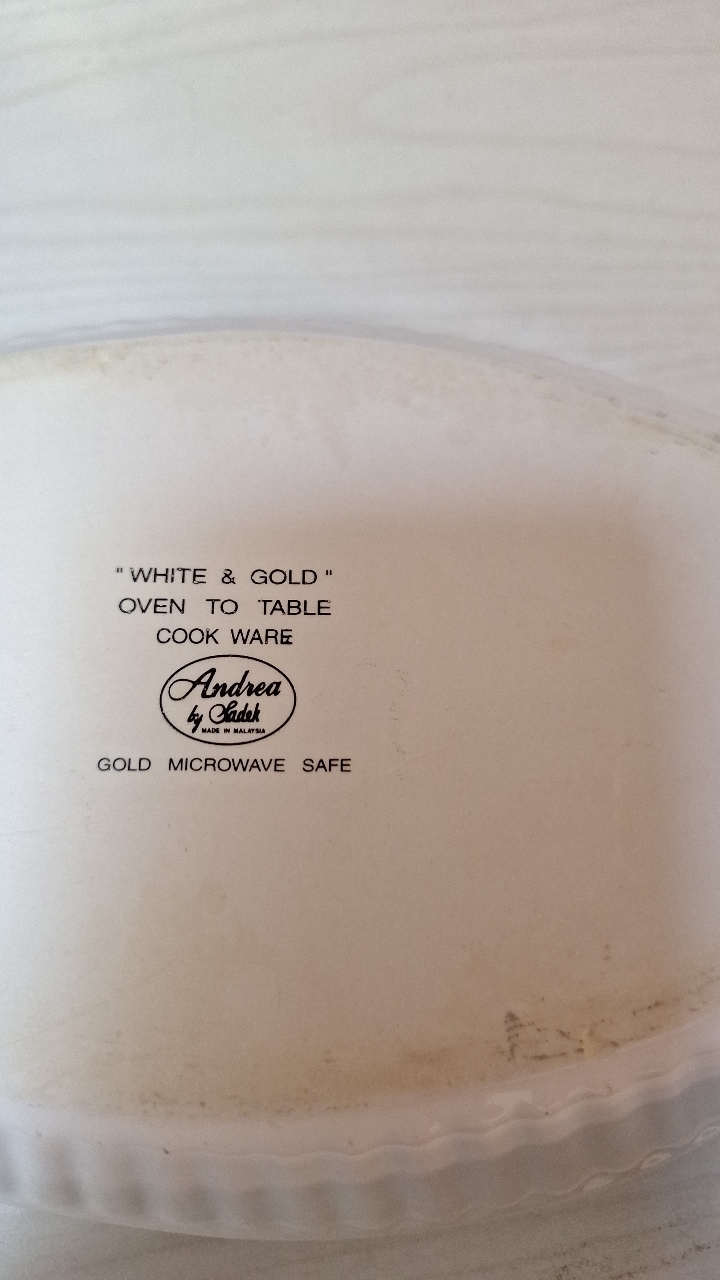 "WHITE & GOLD"
OVEN TO TABLE
COOK WARE
Andrea
by Sadek
MADE IN MALAYSIA
GOLD MICROWAVE SAFE